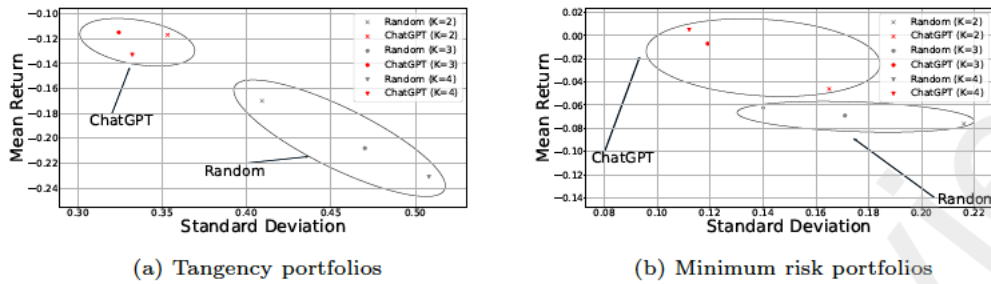 Mean Return
−0.10
−0.12
−0.14
−0.16
−0.18
−0.20
−0.22
−0.24
0.30
0.35
0.40
0.45
0.50
Standard Deviation
Random (K=2)
ChatGPT (K=2)
Random (K=3)
ChatGPT (K=3)
Random (K=4)
ChatGPT (K=4)
ChatGPT
Random
(a) Tangency portfolios
Mean Return
0.02
0.00
−0.02
−0.04
−0.06
−0.08
−0.10
−0.12
−0.14
0.08
0.10
0.12
0.14
0.16
0.18
0.20
0.22
Standard Deviation
Random (K=2)
ChatGPT (K=2)
Random (K=3)
ChatGPT (K=3)
Random (K=4)
ChatGPT (K=4)
ChatGPT
Random
(b) Minimum risk portfolios